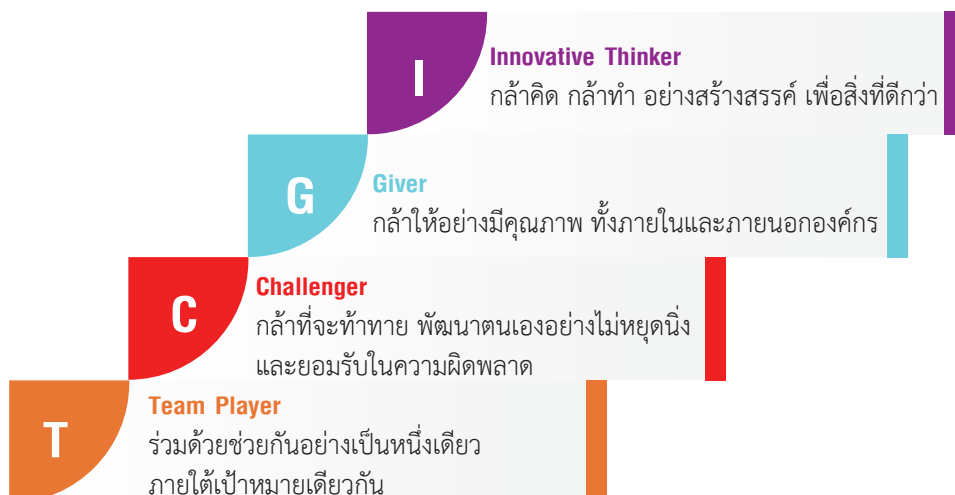 I
Innovative Thinker
กล้าคิด กล้าทำ อย่างสร้างสรรค์ เพื่อสิ่งที่ดีกว่า
G
Giver
กล้าให้อย่างมีคุณภาพ ทั้งภายในและภายนอกองค์กร
C
Challenger
กล้าที่จะท้าทาย พัฒนาตนเองอย่างไม่หยุดนิ่ง
และยอมรับในความผิดพลาด
T
Team Player
ร่วมด้วยช่วยกันอย่างเป็นหนึ่งเดียว
ภายใต้เป้าหมายเดียวกัน